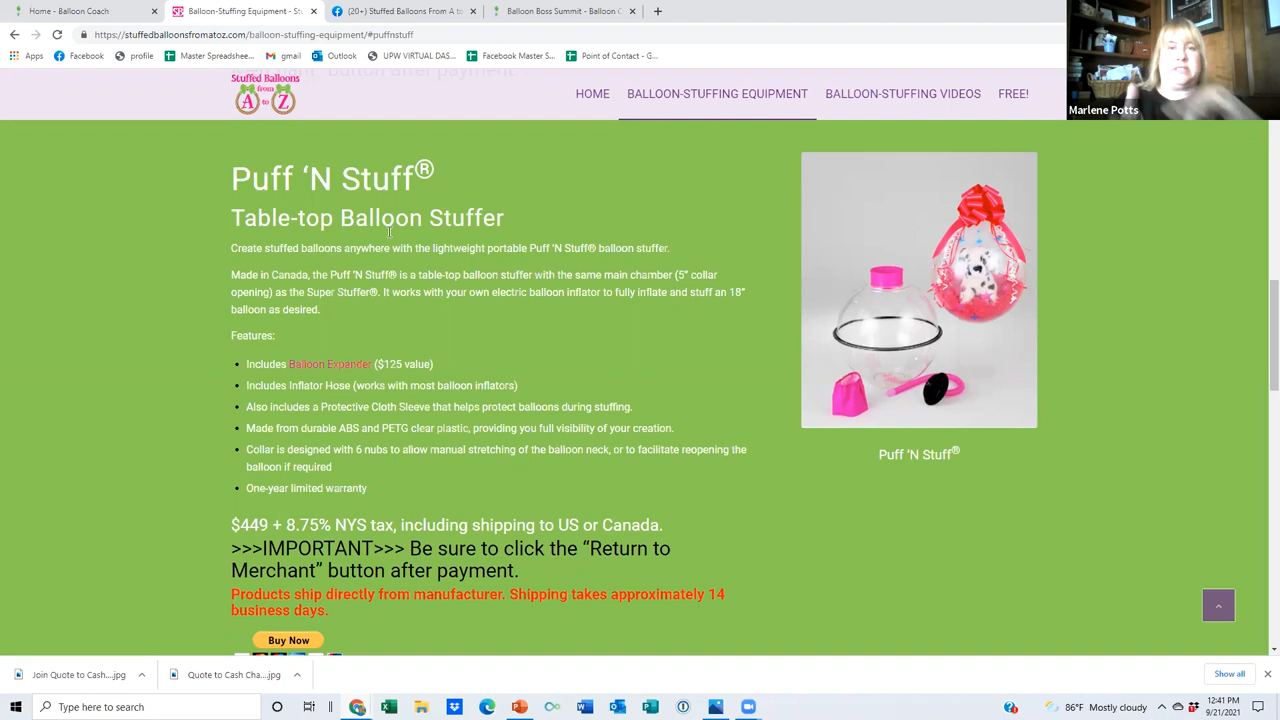 Home - Balloon Coach
Balloon-Stuffing Equipment - St:
(20+) Stuffed Balloons From A to
Balloon Boss Summit - Balloon C
https://stuffedballoonsfromatoz.com/balloon-stuffing-equipment/#puffnstuff
Apps
Facebook
profile
Master Spreadshee...
gmail
Outlook
UPW VIRTUAL DAS...
Facebook Master S...
Point of Contact - G...
button after payment.
Stuffed Balloons
from
A to Z
HOME
BALLOON-STUFFING EQUIPMENT
BALLOON-STUFFING VIDEOS
FREE!
Marlene Potts
Puff ‘N Stuff®
Table-top Balloon Stuffer
Create stuffed balloons anywhere with the lightweight portable Puff ‘N Stuff® balloon stuffer.
Made in Canada, the Puff ‘N Stuff® is a table-top balloon stuffer with the same main chamber (5” collar
opening) as the Super Stuffer®. It works with your own electric balloon inflator to fully inflate and stuff an 18”
balloon as desired.
Features:
Includes Balloon Expander ($125 value)
Includes Inflator Hose (works with most balloon inflators)
Also includes a Protective Cloth Sleeve that helps protect balloons during stuffing.
Made from durable ABS and PETG clear plastic, providing you full visibility of your creation.
Collar is designed with 6 nubs to allow manual stretching of the balloon neck, or to facilitate reopening the
balloon if required
One-year limited warranty
Puff ‘N Stuff®
$449 + 8.75% NYS tax, including shipping to US or Canada.
>>>IMPORTANT>>> Be sure to click the “Return to
Merchant” button after payment.
Products ship directly from manufacturer. Shipping takes approximately 14
business days.
Buy Now
Join Quote to Cash....jpg
Quote to Cash Cha....jpg
Show all
Type here to search
86°F Mostly cloudy
12:41 PM
9/21/2021